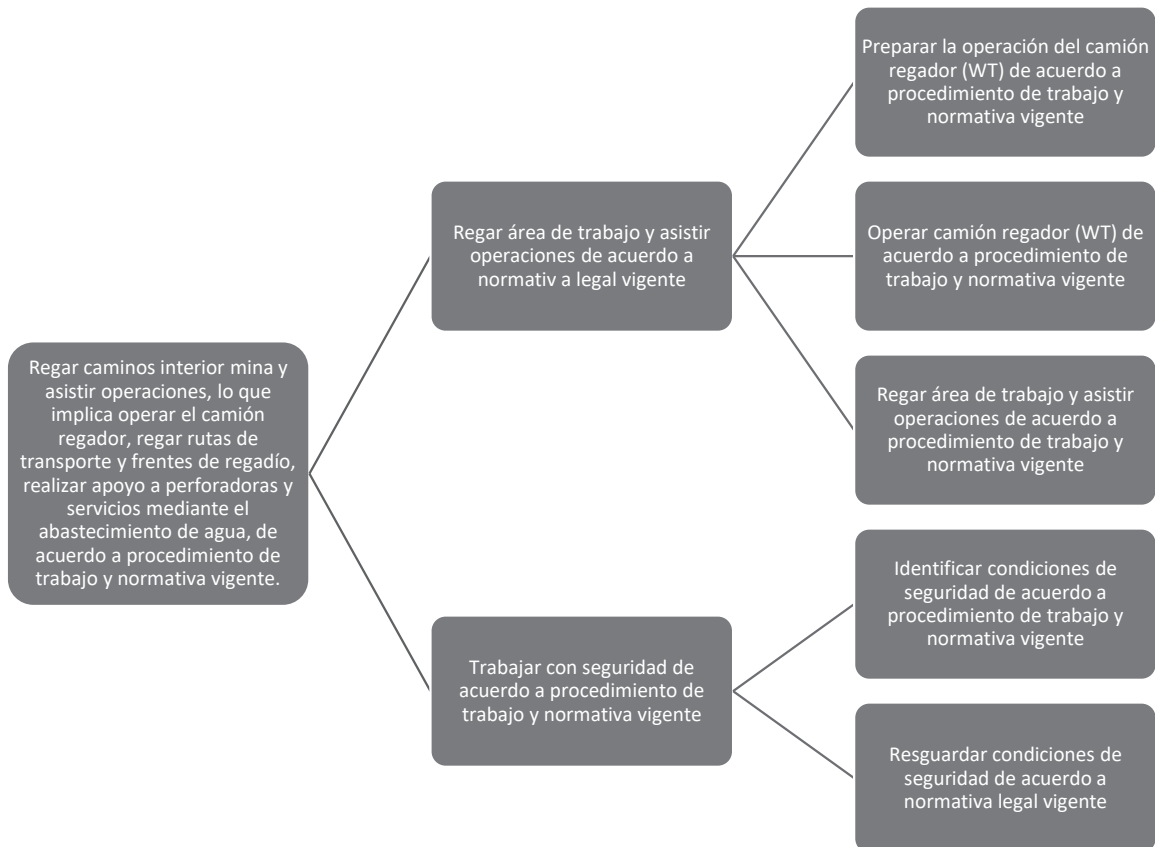 Regar caminos interior mina y
asistir operaciones, lo que
implica operar el camión
regador, regar rutas de
transporte y frentes de regadío,
realizar apoyo a perforadoras y
servicios mediante el
abastecimiento de agua, de
acuerdo a procedimiento de
trabajo y normativa vigente.
Regar área de trabajo y asistir
operaciones de acuerdo a
normativ a legal vigente
Preparar la operación del camión
regador (WT) de acuerdo a
procedimiento de trabajo y
normativa vigente
Operar camión regador (WT) de
acuerdo a procedimiento de
trabajo y normativa vigente
Regar área de trabajo y asistir
operaciones de acuerdo a
procedimiento de trabajo y
normativa vigente
Trabajar con seguridad de
acuerdo a procedimiento de
trabajo y normativa vigente
Identificar condiciones de
seguridad de acuerdo a
procedimiento de trabajo y
normativa vigente
Resguardar condiciones de
seguridad de acuerdo a
normativa legal vigente